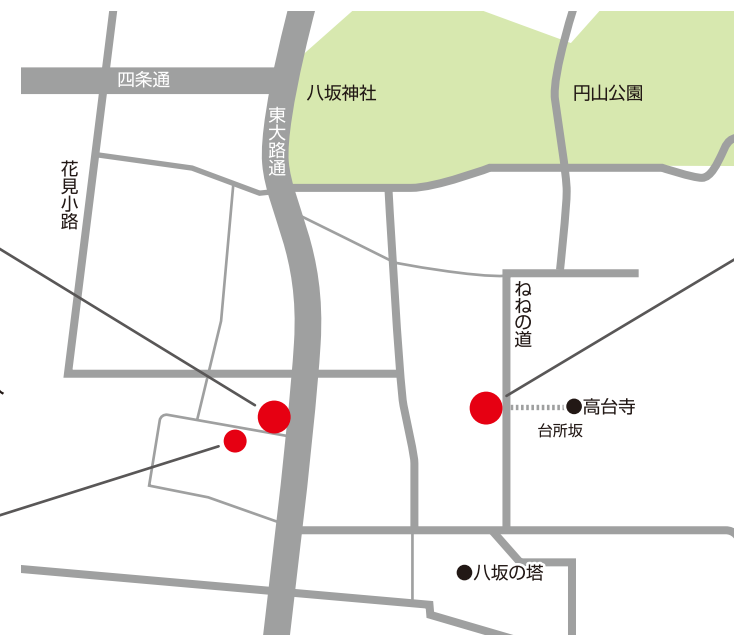 四条通
八坂神社
円山公園
東大路通
花見小路
ねねの道
高台寺
台所坂
八坂の塔